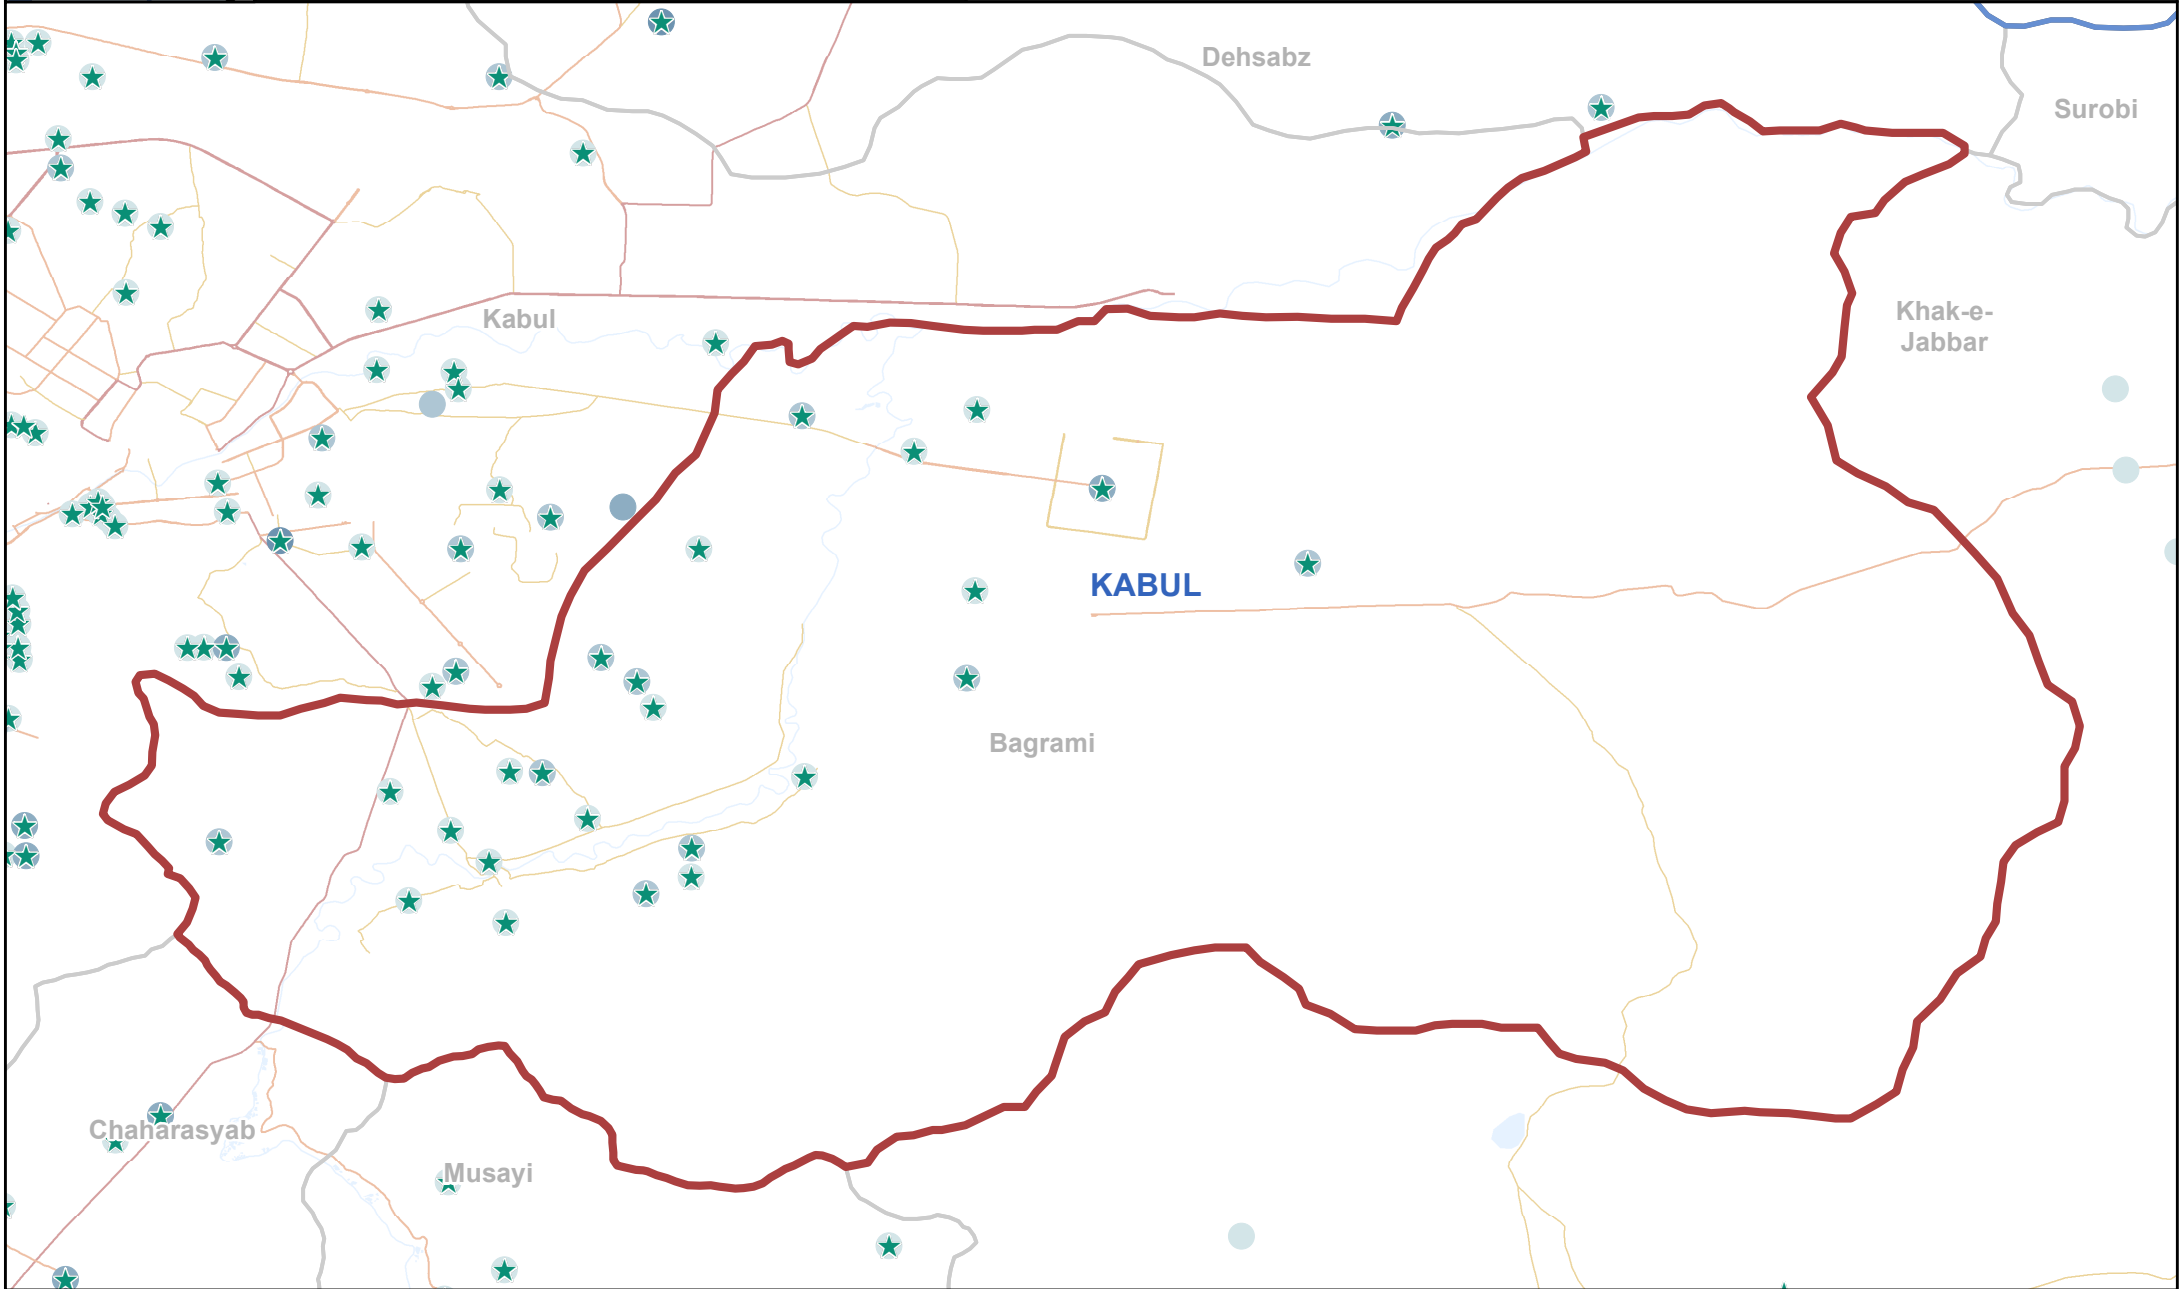 Dehsabz
Surobi
Kabul
Khak-e-
Jabbar
KABUL
Bagrami
Chaharasyab
Musayi